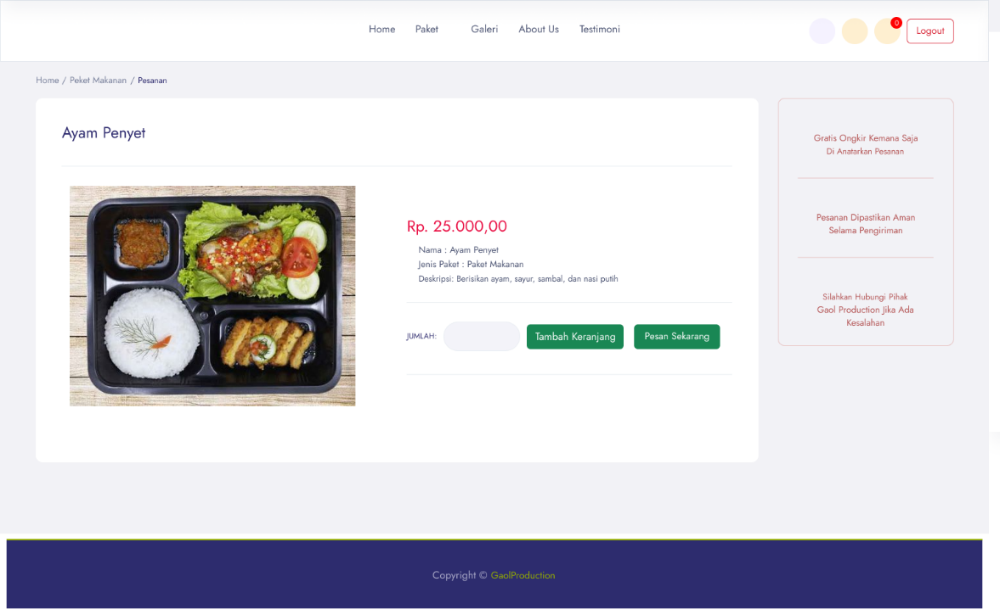 Home Paket Galeri About Us Testimoni 0 Logout
Home / Peket Makanan / Pesanan
Ayam Penyet
Rp. 25.000,00
Nama : Ayam Penyet
Jenis Paket : Paket Makanan
Deskripsi: Berisikan ayam, sayur, sambal, dan nasi putih
JUMLAH: Tambah Keranjang Pesan Sekarang
Gratis Ongkir Kemana Saja
Di Anatarkan Pesanan
Pesanan Dipastikan Aman
Selama Pengiriman
Silahkan Hubungi Pihak
Gaol Production Jika Ada
Kesalahan
Copyright © GaolProduction